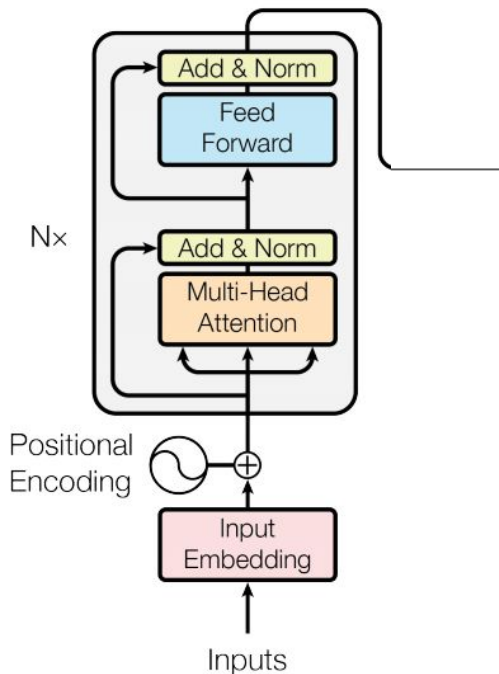 Add & Norm
Feed
Forward
N×
Add & Norm
Multi-Head
Attention
Positional
Encoding
Input
Embedding
Inputs